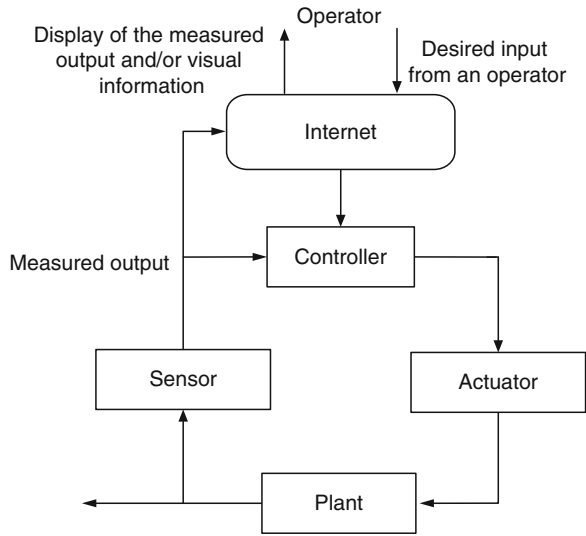 Operator
Display of the measured
output and/or visual
information
Desired input
from an operator
Internet
Controller
Measured output
Sensor
Actuator
Plant